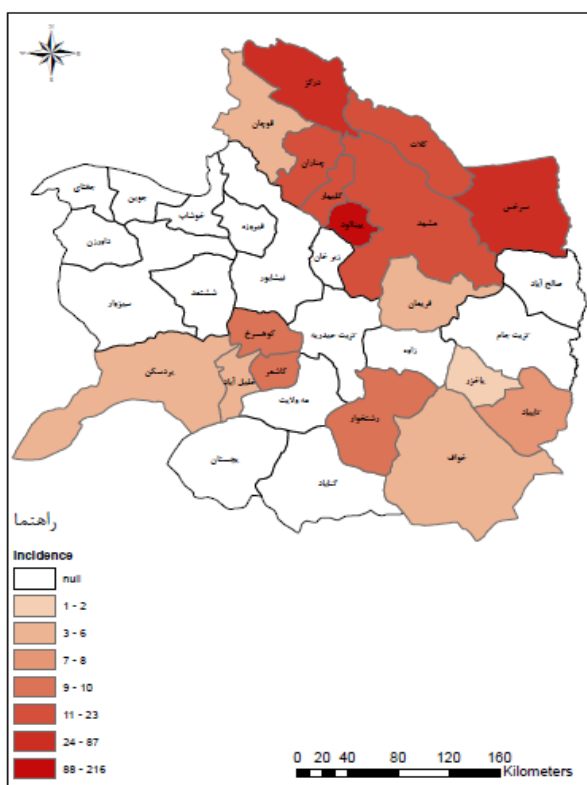 درگز
قوچان
کلات
چناران
گلبهار
سرخس
مشهد
بینالود
جغتای
جوین
خوشاب
فیروزه
داورزن
زبرخان
نیشابور
صالح آباد
ششتمد
سبزوار
فریمان
کوهسرخ
تربت حیدریه
تربت جام
زاوه
بردسکن
خلیل آباد
کاشمر
باخرز
مه ولایت
تایباد
رشتخوار
خواف
بجستان
گناباد
راهتما
Incidence
null
1 - 2
3 - 6
7 - 8
9 - 10
11 - 23
24 - 87
88 - 216
0 20 40 80 120 160
Kilometers